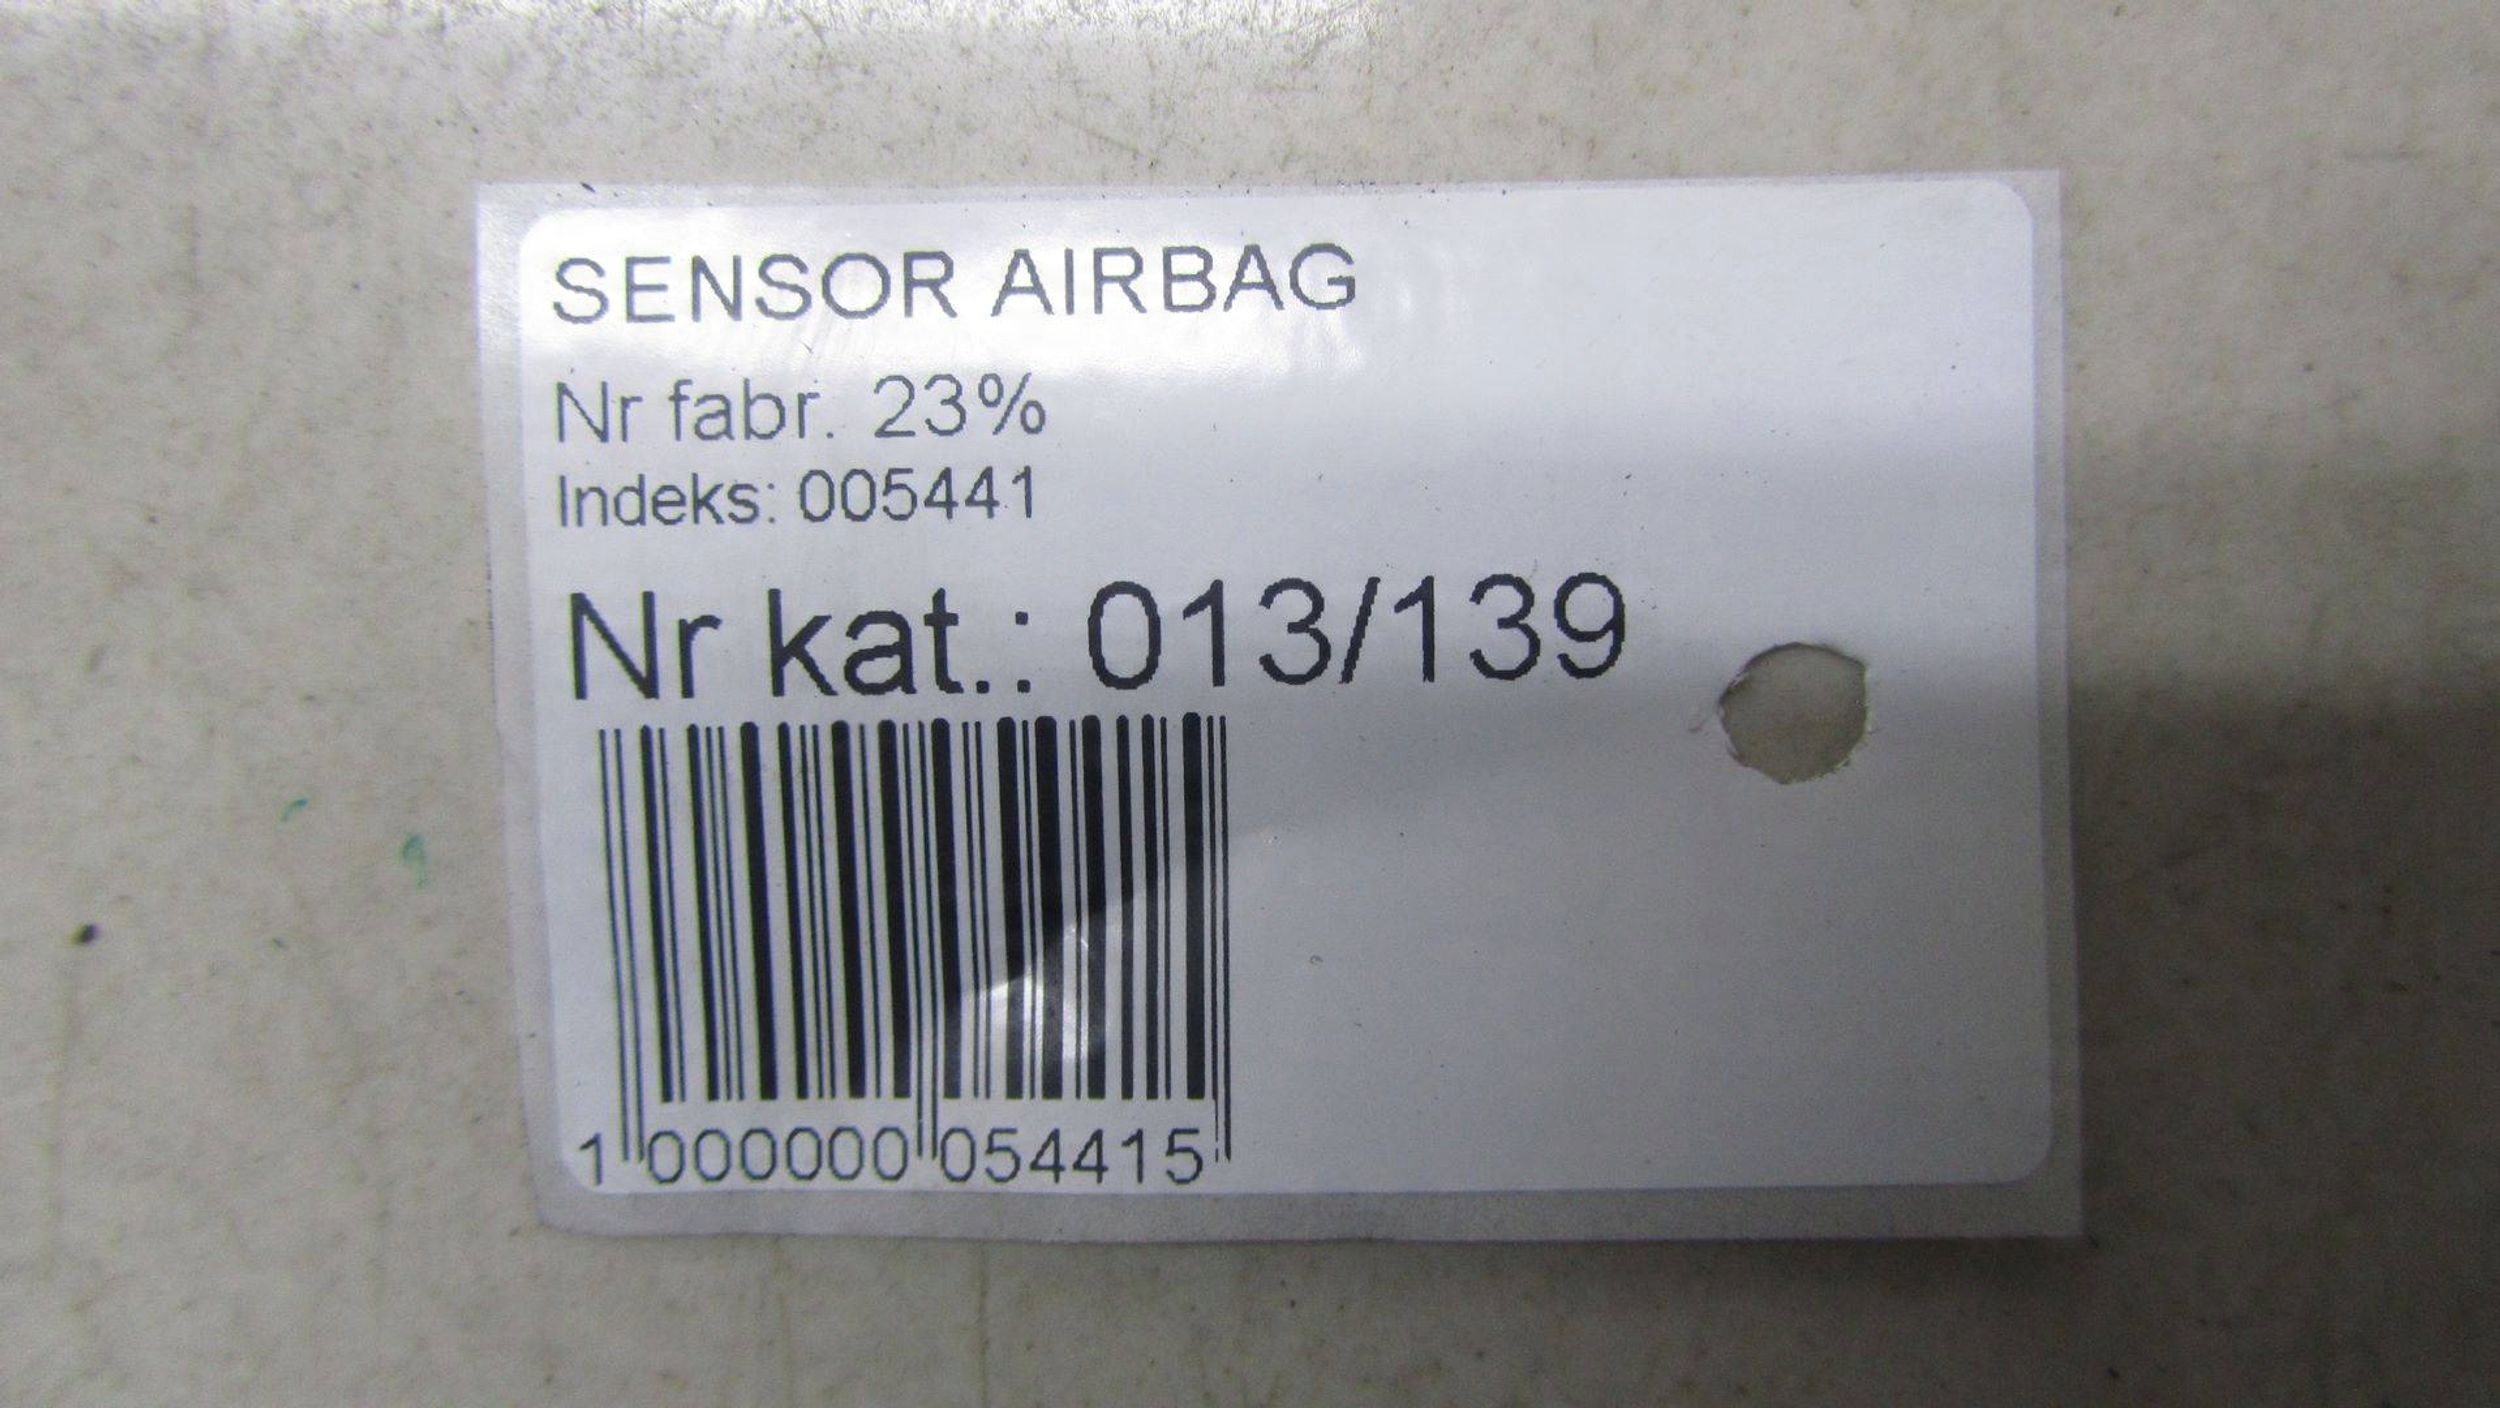 SENSOR AIRBAG
Nr fabr. 23%
Indeks: 005441
Nr kat.: 013/139
1 000000 054415